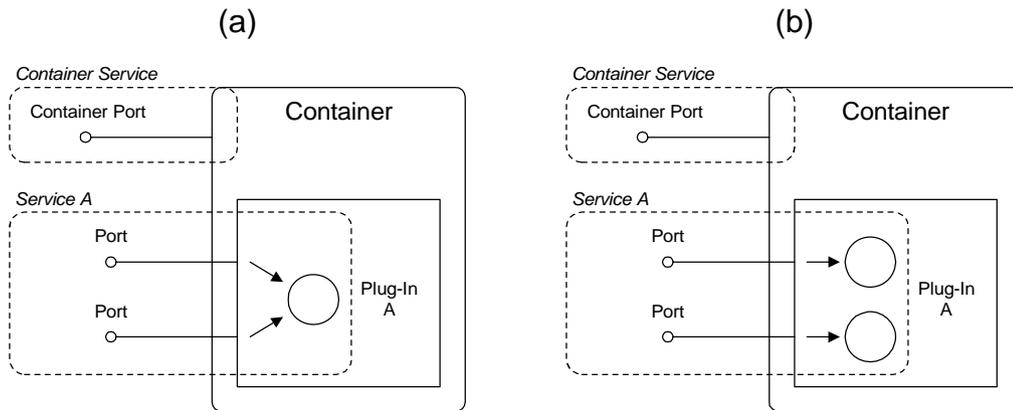 (a)
Container Service
Container Port
Container
Service A
Port
Port
Plug-In
A
(b)
Container Service
Container Port
Container
Service A
Port
Port
Plug-In
A